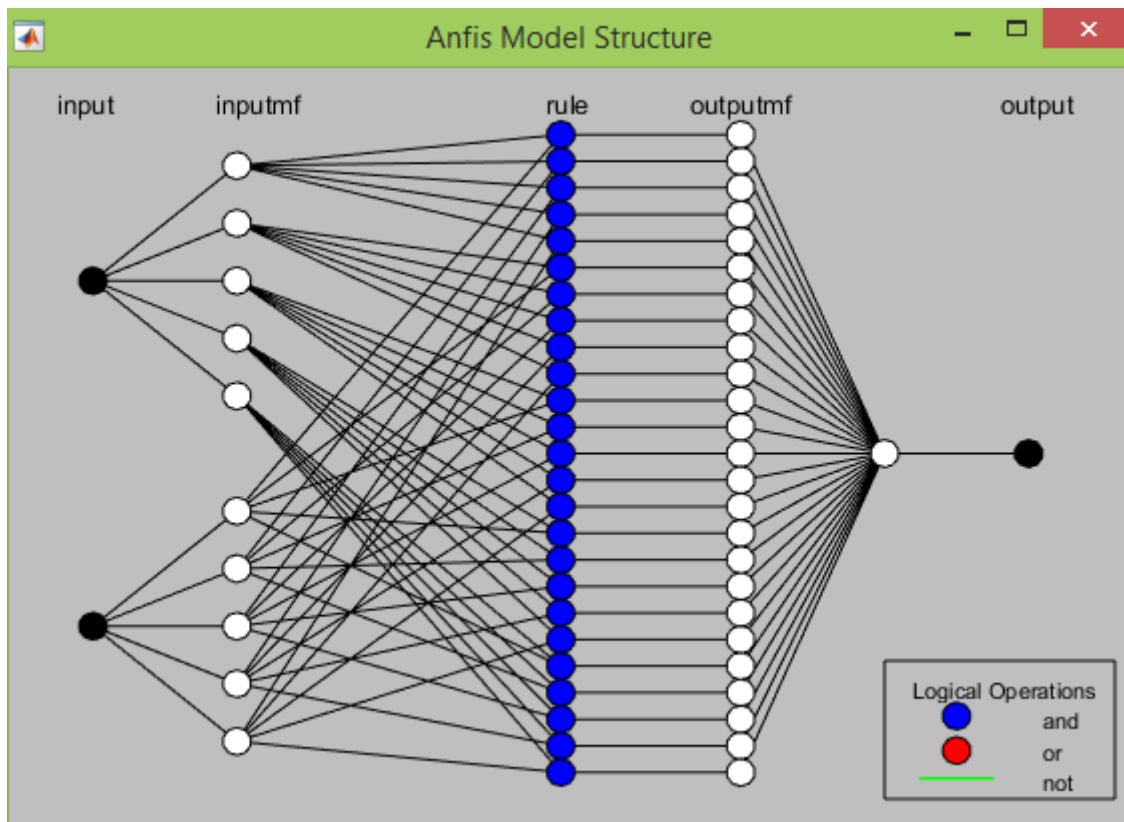 Anfis Model Structure
input inputmf rule outputmf output
Logical Operations
and
or
not